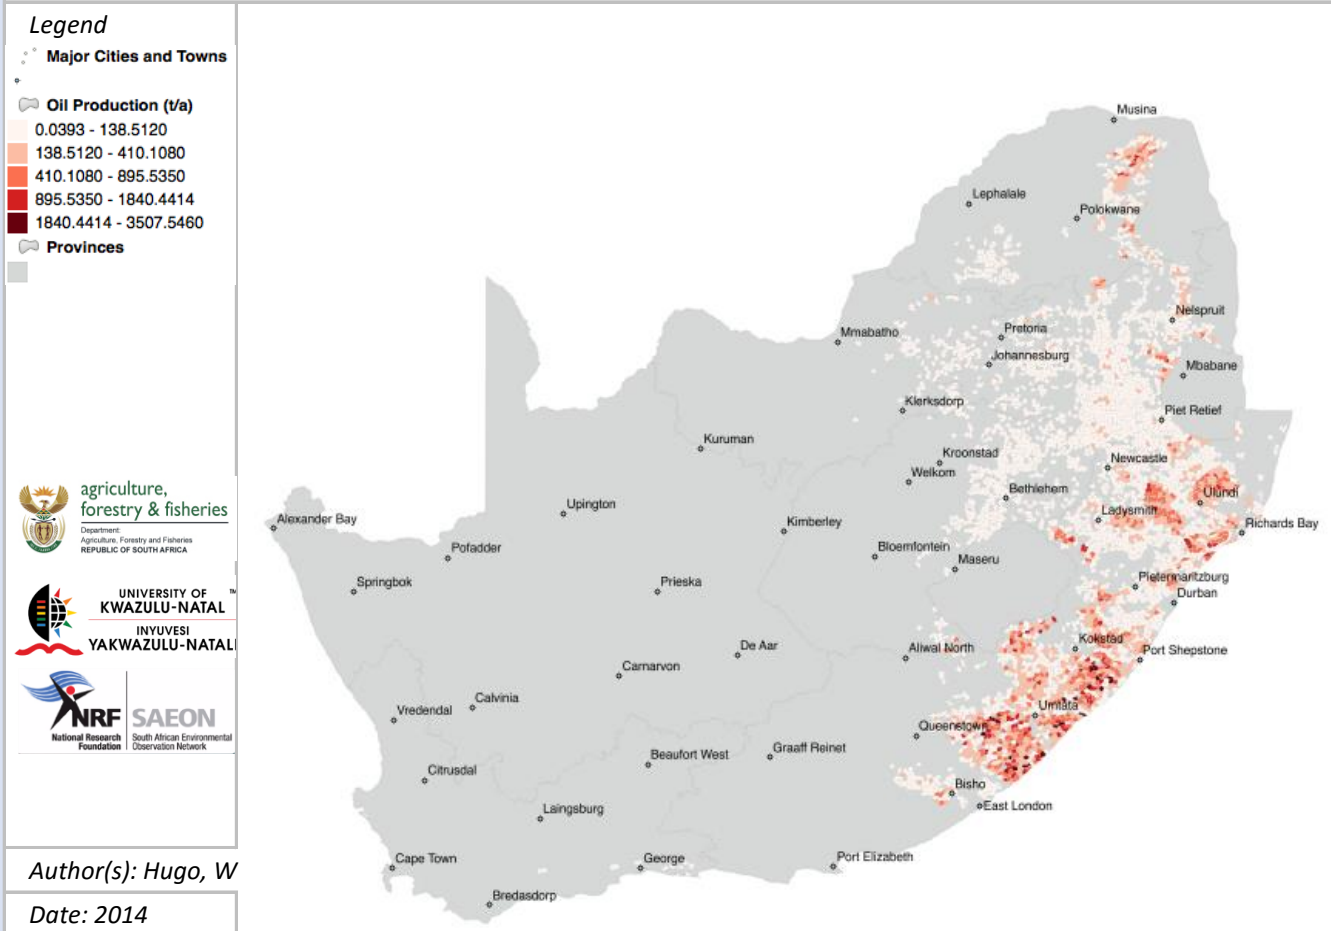 Legend
Major Cities and Towns
Oil Production (t/a)
0.0393 - 138.5120
138.5120 - 410.1080
410.1080 - 895.5350
895.5350 - 1840.4414
1840.4414 - 3507.5460
Provinces
agriculture,
forestry & fisheries
Department:
Agriculture, Forestry and Fisheries
REPUBLIC OF SOUTH AFRICA
UNIVERSITY OF ™
KWAZULU-NATAL
INYUVESI
YAKWAZULU-NATALI
NRF SAEON
National Research Foundation
South African Environmental Observation Network
Author(s): Hugo, W
Date: 2014
Musina
Lephalale
Polokwane
Nelspruit
Mmabatho
Pretoria
Johannesburg
Mbabane
Klerksdorp
Piet Retief
Kuruman
Kroonstad
Newcastle
Welkom
Bethlehem
Ulundi
Upington
Ladysmith
Alexander Bay
Kimberley
Richards Bay
Pofadder
Bloemfontein
Maseru
Springbok
Prieska
Pietermaritzburg
Durban
De Aar
Aliwal North
Kokstad
Port Shepstone
Carnarvon
Calvinia
Vredendal
Umtata
Queenstown
Beaufort West
Graaff Reinet
Citrusdal
Bisho
East London
Laingsburg
Cape Town
George
Port Elizabeth
Bredasdorp